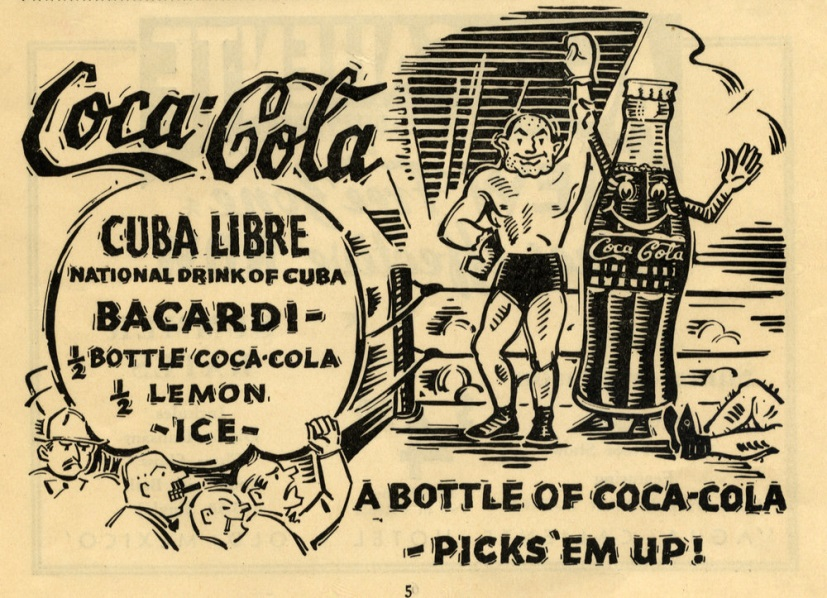 Coca-Cola
CUBA LIBRE
NATIONAL DRINK OF CUBA
BACARDI-
½ BOTTLE COCA-COLA
½ LEMON
-ICE-
Coca Cola
A BOTTLE OF COCA-COLA
-PICKS 'EM UP!
5